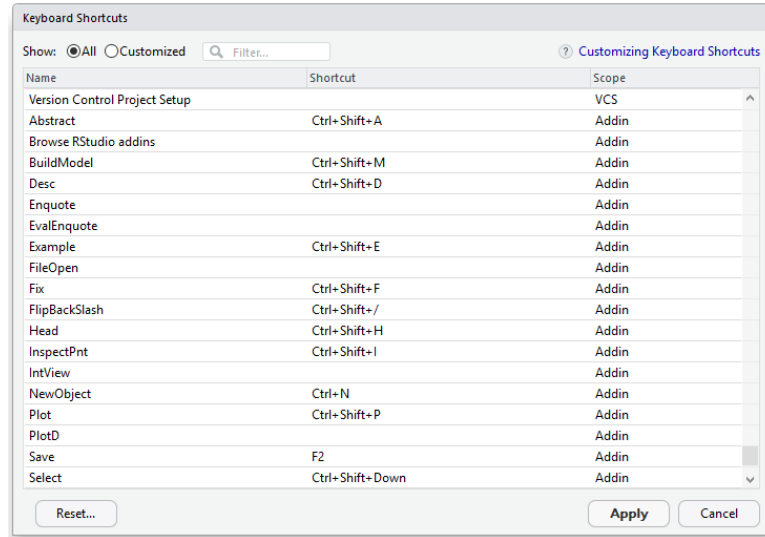 Keyboard Shortcuts
Show: All Customized Filter... ? Customizing Keyboard Shortcuts
Name Shortcut Scope
Version Control Project Setup VCS
Abstract Ctrl+Shift+A Addin
Browse RStudio addins Addin
BuildModel Ctrl+Shift+M Addin
Desc Ctrl+Shift+D Addin
Enquote Addin
EvalEnquote Addin
Example Ctrl+Shift+E Addin
FileOpen Addin
Fix Ctrl+Shift+F Addin
FlipBackSlash Ctrl+Shift+/ Addin
Head Ctrl+Shift+H Addin
InspectPnt Ctrl+Shift+I Addin
IntView Addin
NewObject Ctrl+N Addin
Plot Ctrl+Shift+P Addin
PlotD Addin
Save F2 Addin
Select Ctrl+Shift+Down Addin
Reset... Apply Cancel